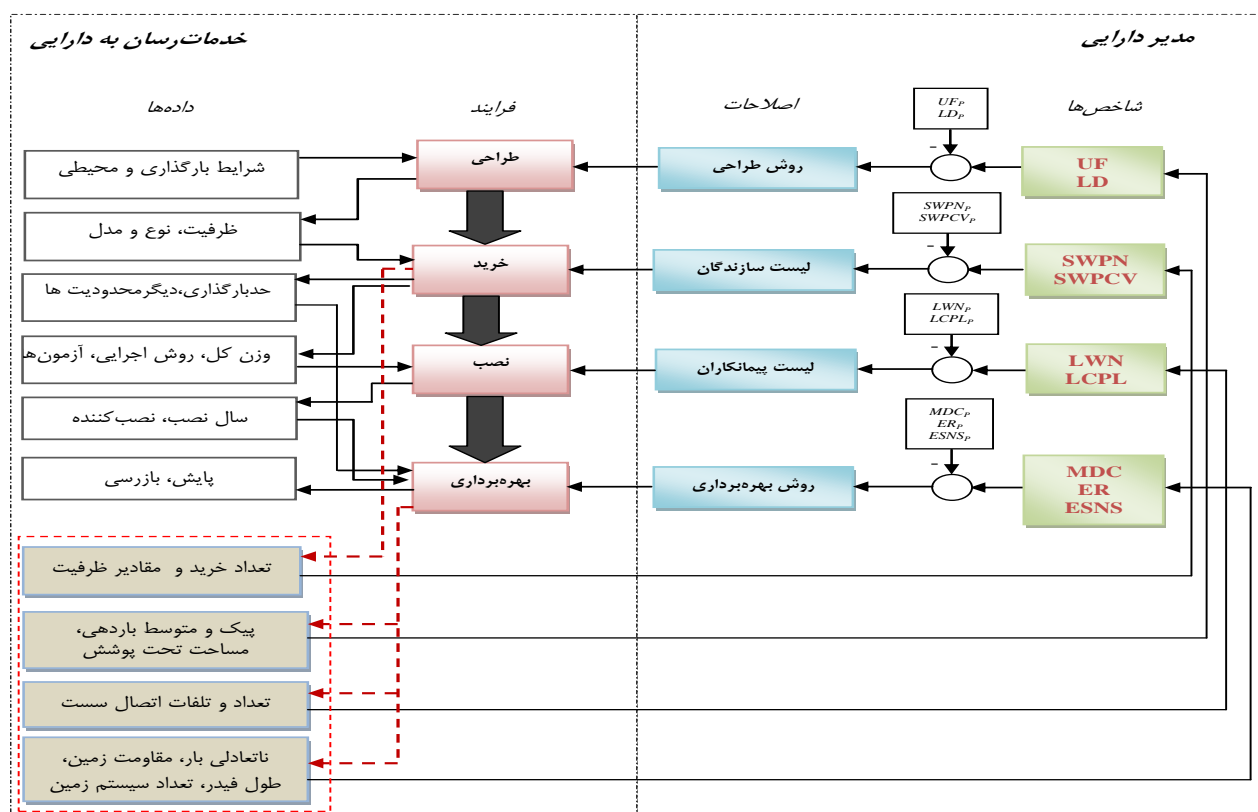 مدیر دارایی
خدمات‌رسان به دارایی
شاخص‌ها
اصلاحات
فرایند
داده‌ها
UF
LD
UFP
LDP
روش طراحی
طراحی
شرایط بارگذاری و محیطی
ظرفیت، نوع و مدل
SWPN
SWPCV
SWPNP
SWPCVP
لیست سازندگان
خرید
حدبارگذاری،دیگرمحدودیت ها
LWN
LCPL
LWNP
LCPLP
لیست پیمانکاران
نصب
وزن کل، روش اجرایی، آزمون‌ها
سال نصب، نصب‌کننده
MDC
ER
ESNS
MDCP
ERP
ESNSP
روش بهره‌برداری
بهره‌برداری
پایش، بازرسی
تعداد خرید و مقادیر ظرفیت
پیک و متوسط باردهی،
مساحت تحت پوشش
تعداد و تلفات اتصال سست
ناتعادلی بار، مقاومت زمین،
طول فیدر، تعداد سیستم زمین